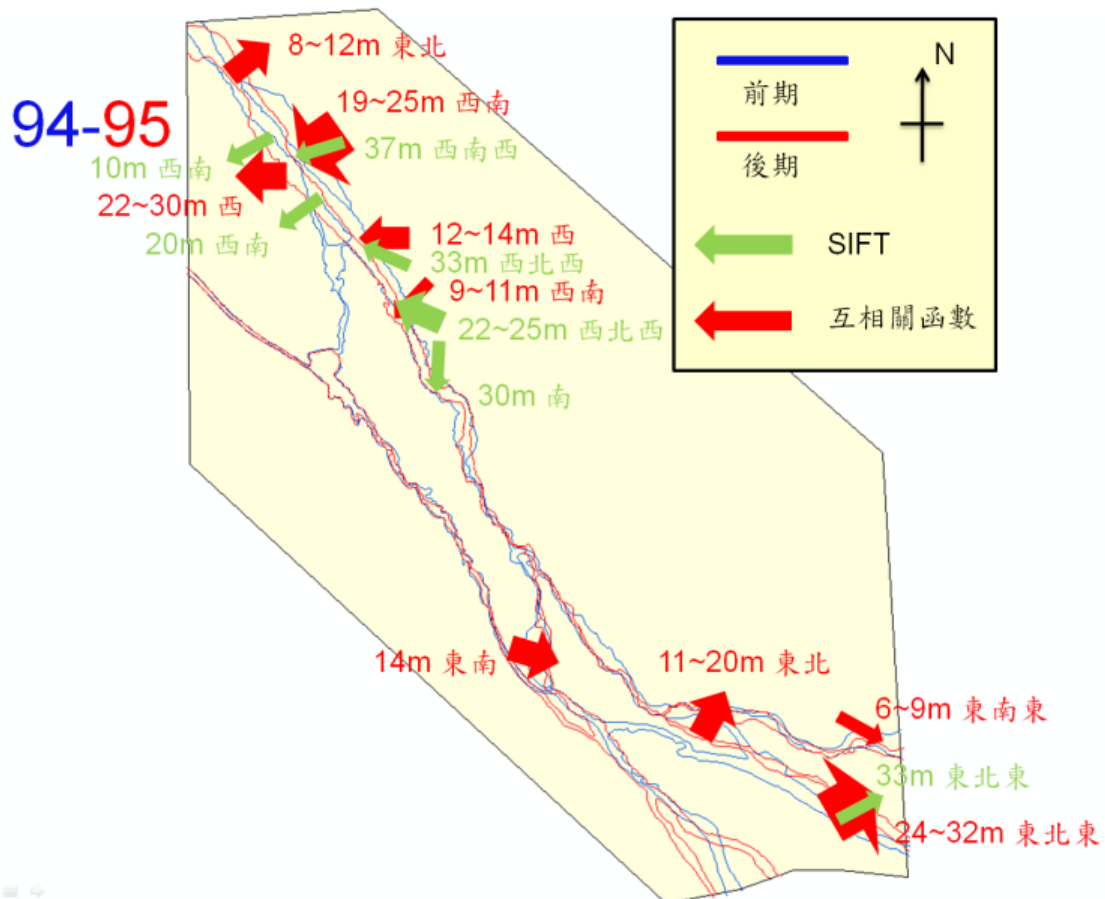 8~12m 東北
94-95
19~25m 西南
37m 西南西
10m 西南
22~30m 西
20m 西南
12~14m 西
33m 西北西
9~11m 西南
22~25m 西北西
30m 南
14m 東南
11~20m 東北
6~9m 東南東
33m 東北東
24~32m 東北東
前期
後期
N
SIFT
互相關函數